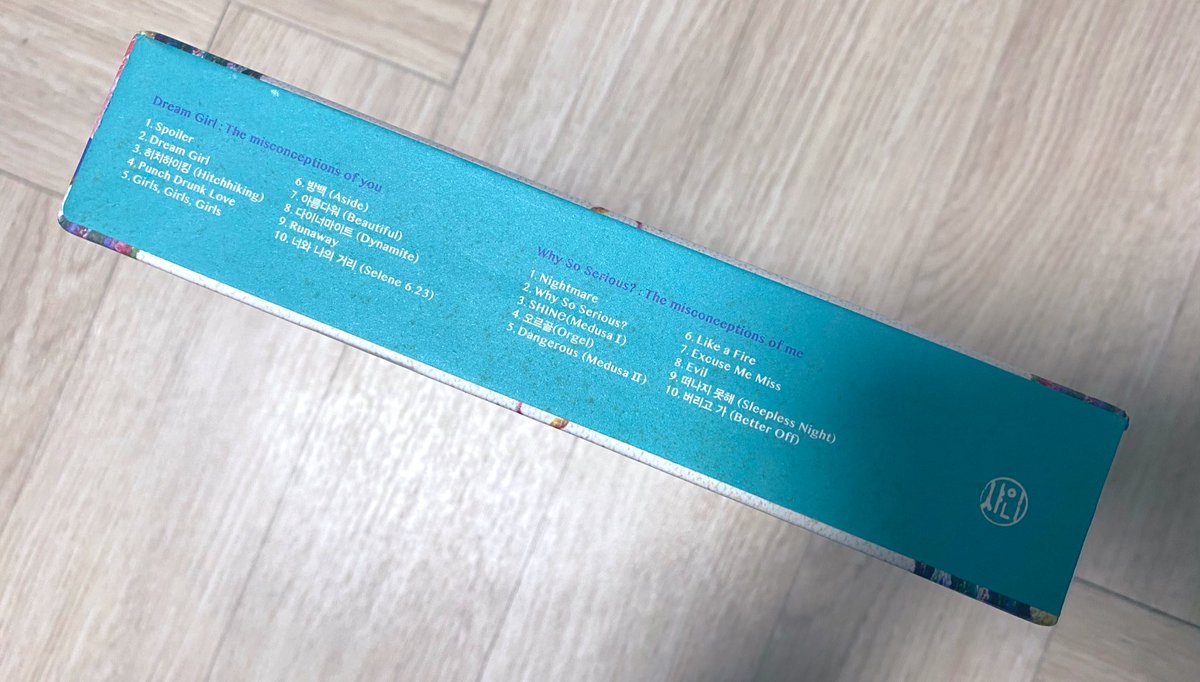 Dream Girl : The misconceptions of you
1. Spoiler
2. Dream Girl
3. 히치하이킹 (Hitchhiking)
4. Punch Drunk Love
5. Girls, Girls, Girls
6. 방백 (Aside)
7. 아름다워 (Beautiful)
8. 다이너마이트 (Dynamite)
9. Runaway
10. 너와 나의 거리 (Selene 6.23)
Why So Serious? : The misconceptions of me
1. Nightmare
2. Why So Serious?
3. SHINe(Medusa I)
4. 오르골(Orgel)
5. Dangerous (Medusa II)
6. Like a Fire
7. Excuse Me Miss
8. Evil
9. 떠나지 못해 (Sleepless Night)
10. 버리고 가 (Better Off)
샤이니